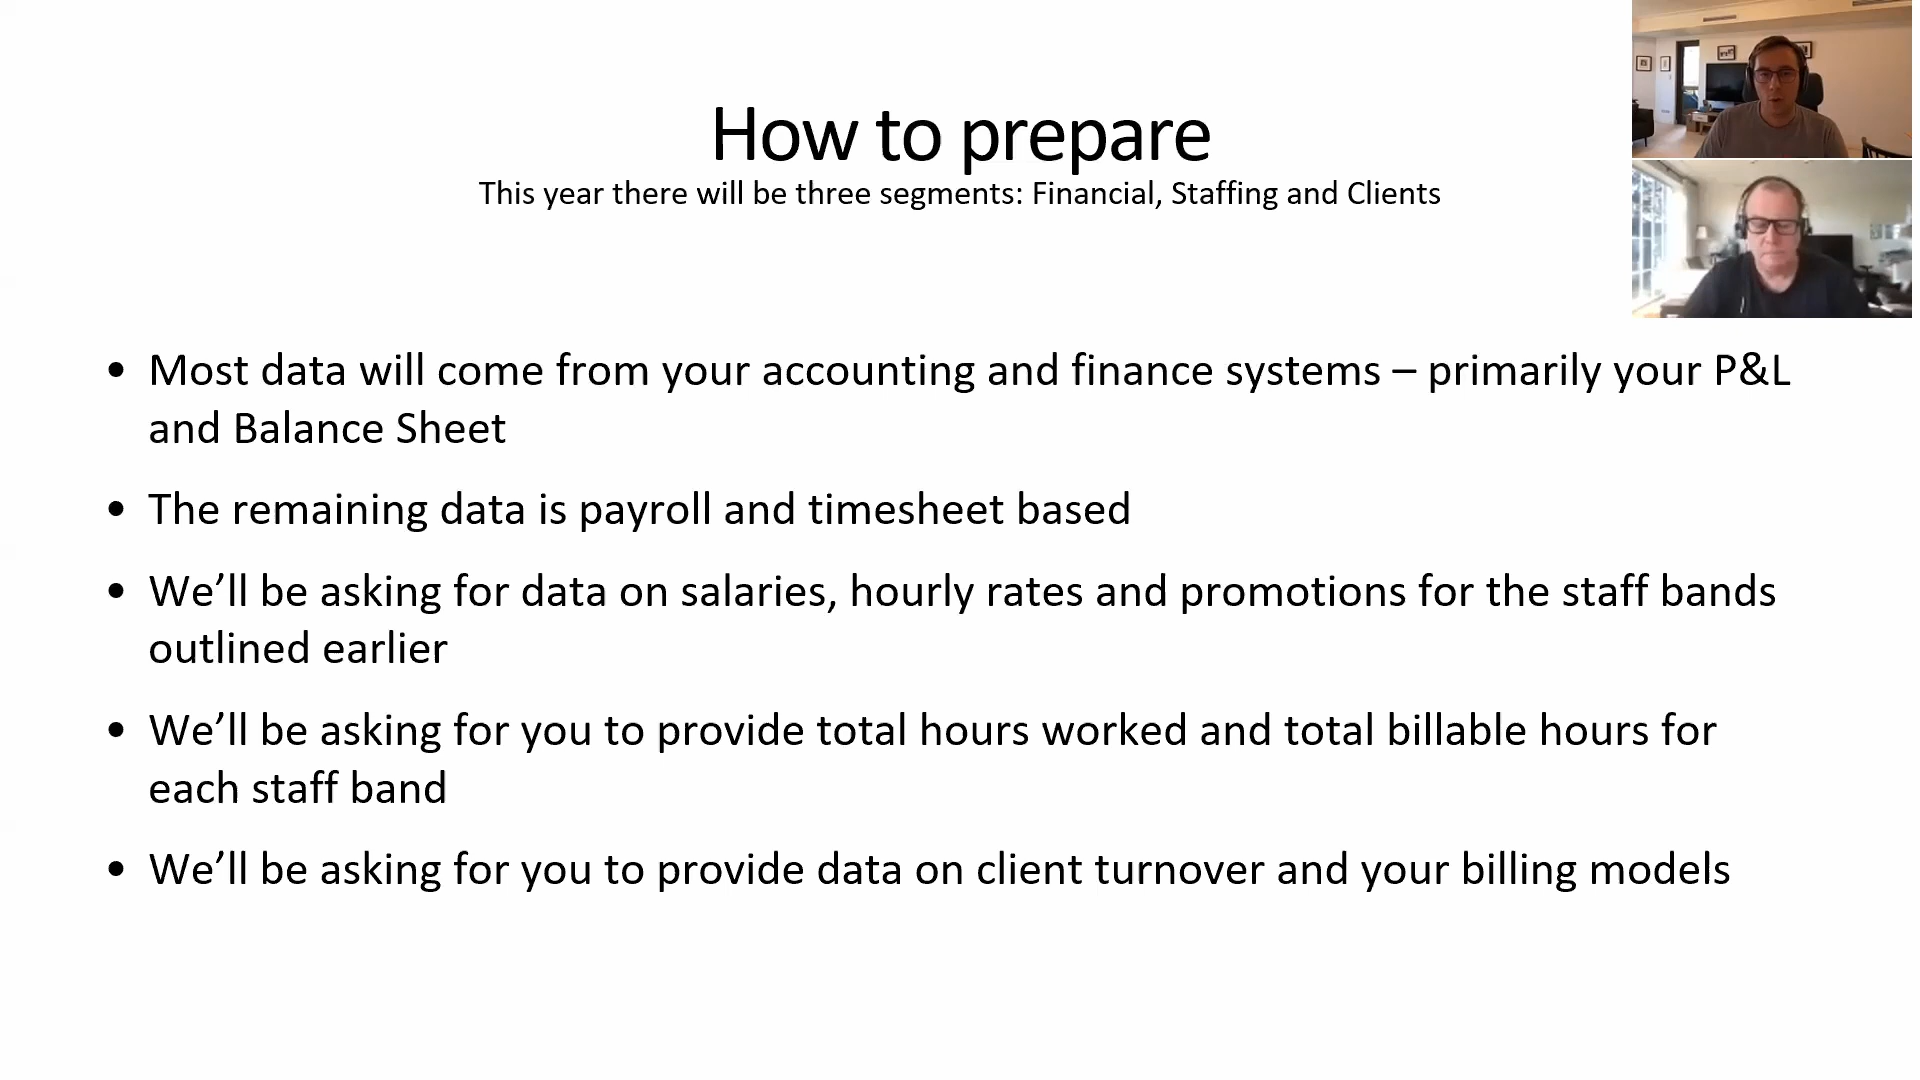 How to prepare
This year there will be three segments: Financial, Staffing and Clients
• Most data will come from your accounting and finance systems – primarily your P&L
and Balance Sheet
• The remaining data is payroll and timesheet based
• We’ll be asking for data on salaries, hourly rates and promotions for the staff bands
outlined earlier
• We’ll be asking for you to provide total hours worked and total billable hours for
each staff band
• We’ll be asking for you to provide data on client turnover and your billing models